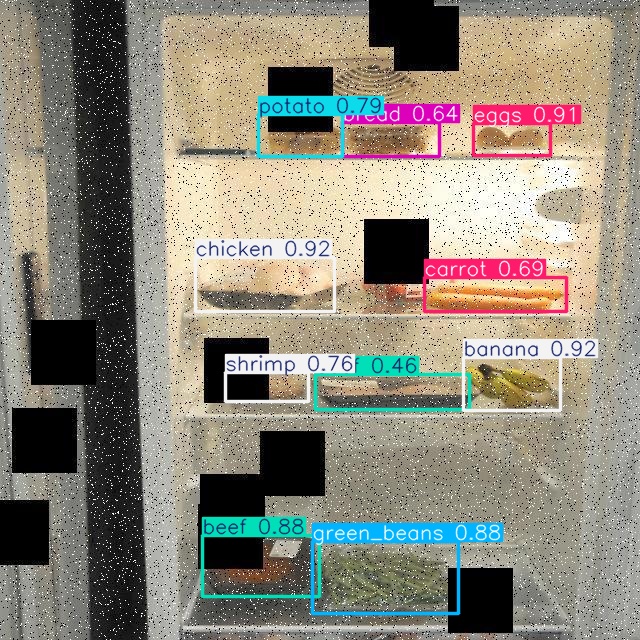 potato 0.79
bread 0.64
eggs 0.91
chicken 0.92
carrot 0.69
shrimp 0.76
f 0.46
banana 0.92
beef 0.88
green_beans 0.88